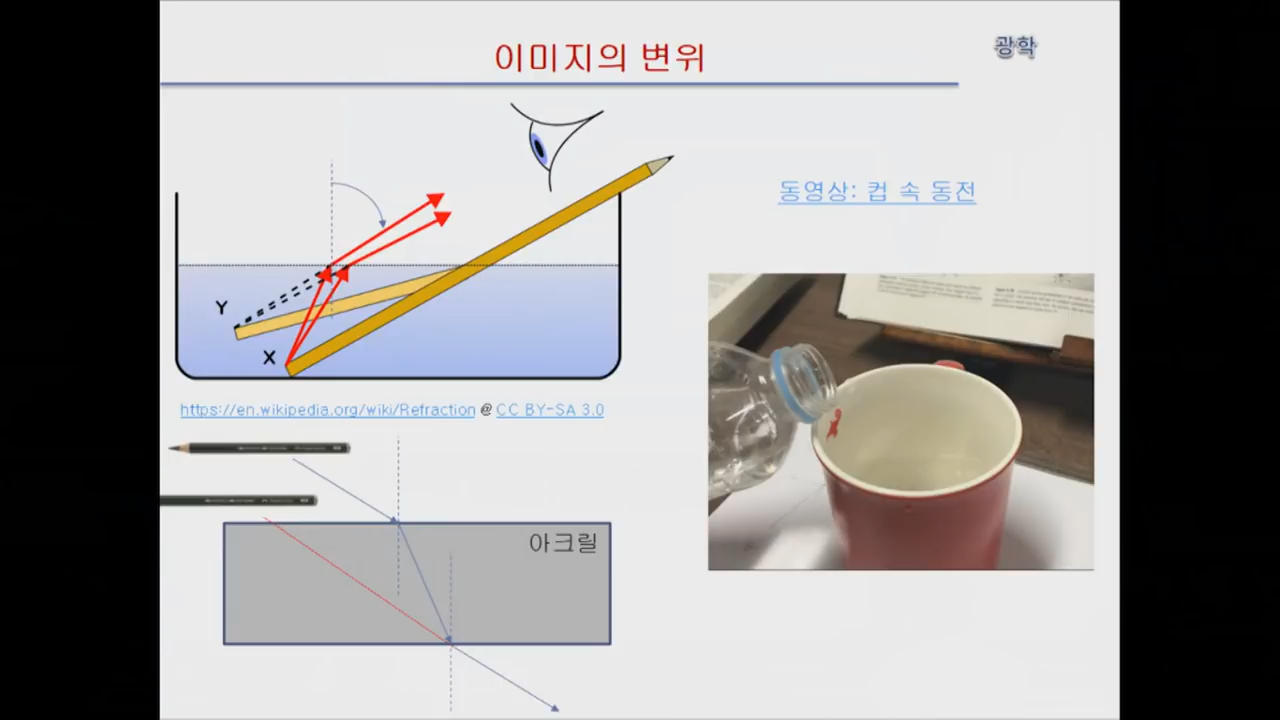 이미지의 변위
광학
동영상: 컵 속 동전
Y
X
https://en.wikipedia.org/wiki/Refraction @ CC BY-SA 3.0
아크릴